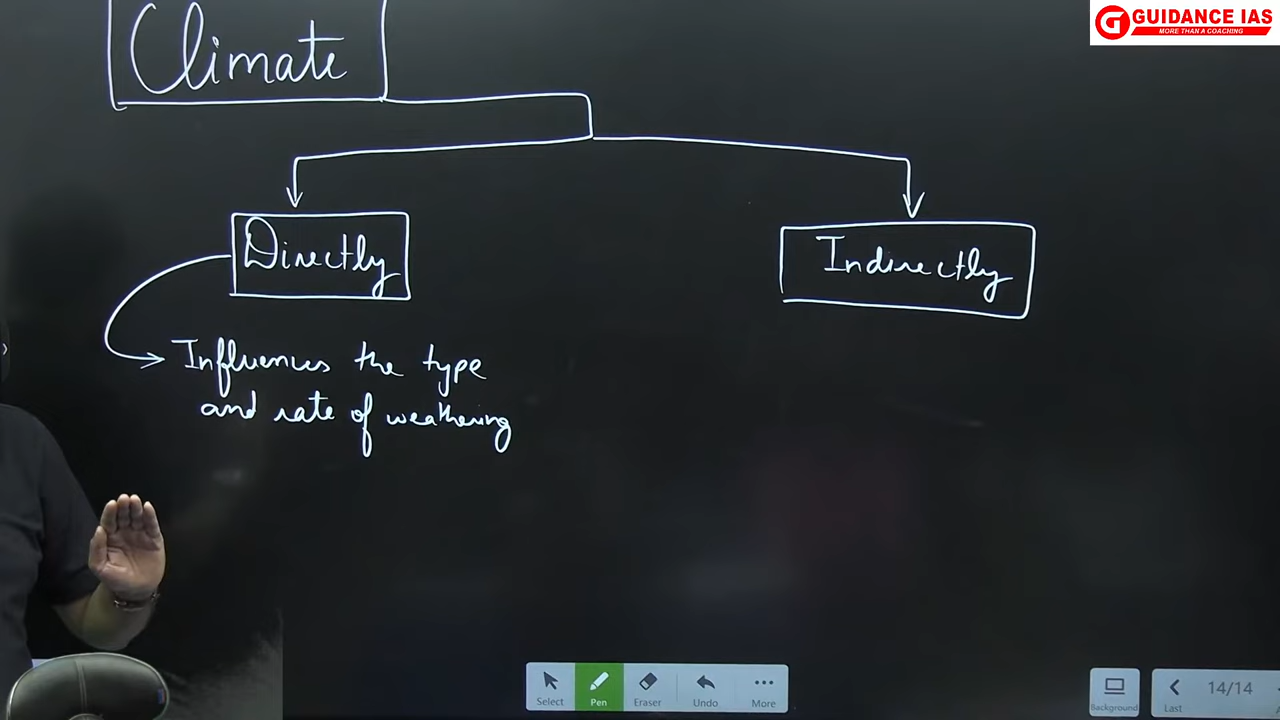 GUIDANCE IAS
MORE THAN A COACHING
Climate
Directly
Indirectly
Influences the type
and rate of weathering
Select
Pen
Eraser
Undo
More
Background
Last
14/14